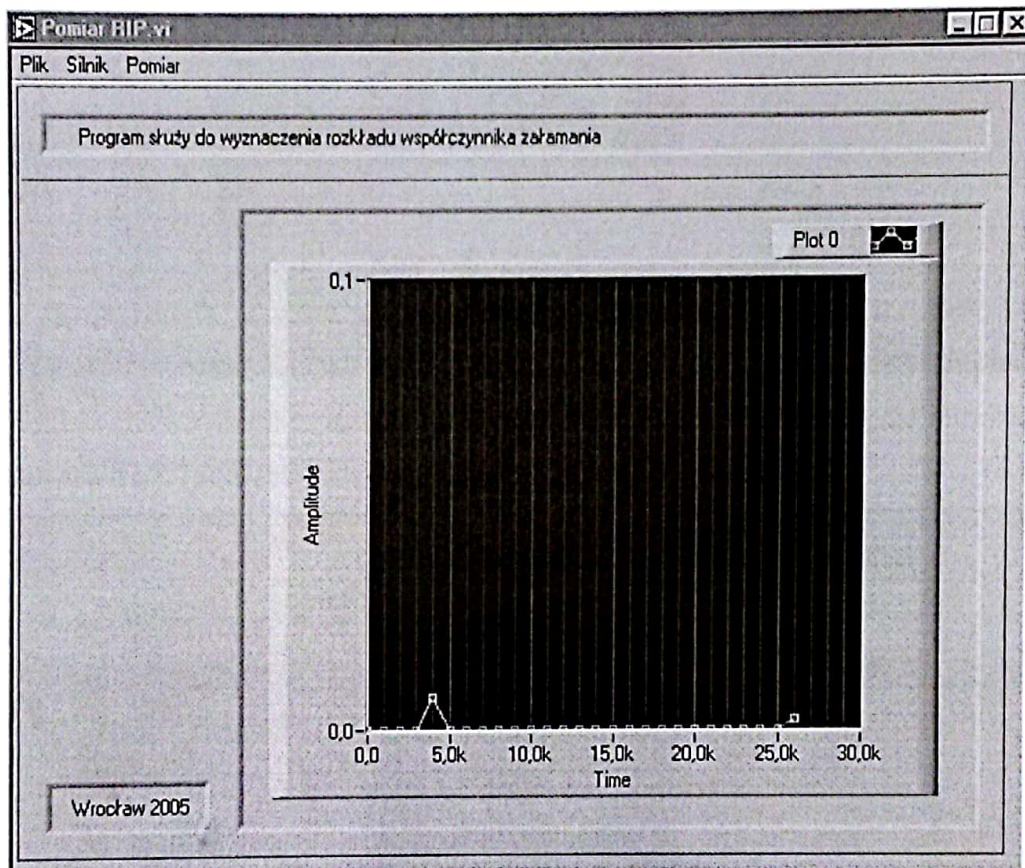 Pomiar RIP.vi
Plik Silnik Pomiar
Program służy do wyznaczenia rozkładu współczynnika załamania
Plot 0
0,1
Amplitude
0,0
0,0 5,0k 10,0k 15,0k 20,0k 25,0k 30,0k
Time
Wrocław 2005